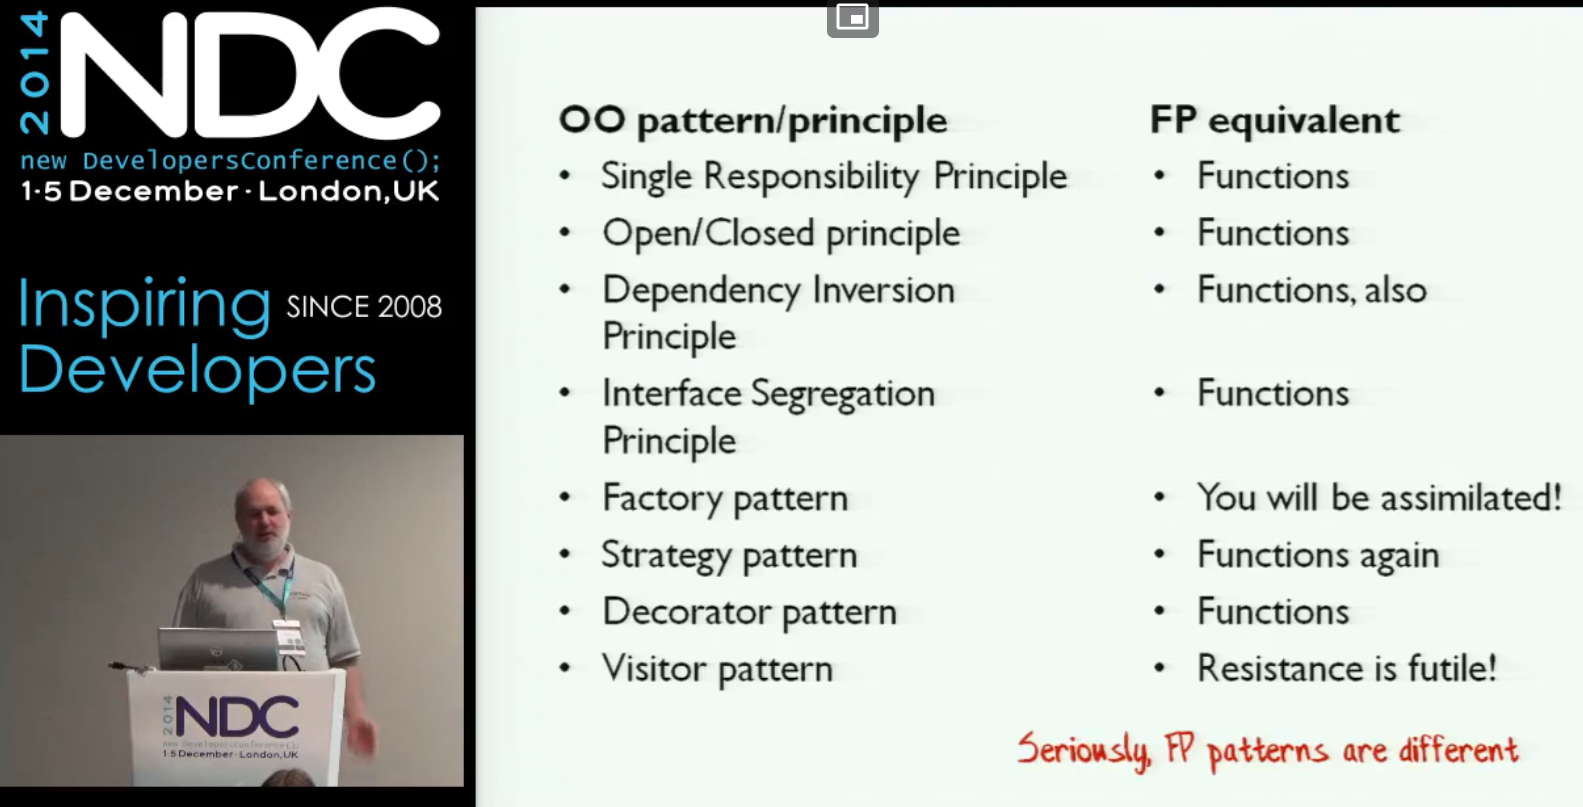 2014
NDC
new DevelopersConference();
1-5 December · London, UK
Inspiring SINCE 2008
Developers
OO pattern/principle
• Single Responsibility Principle
• Open/Closed principle
• Dependency Inversion
Principle
• Interface Segregation
Principle
• Factory pattern
• Strategy pattern
• Decorator pattern
• Visitor pattern
FP equivalent
• Functions
• Functions
• Functions, also
• Functions
• You will be assimilated!
• Functions again
• Functions
• Resistance is futile!
Seriously, FP patterns are different
2014
NDC
new DevelopersConference();
1·5 December · London, UK